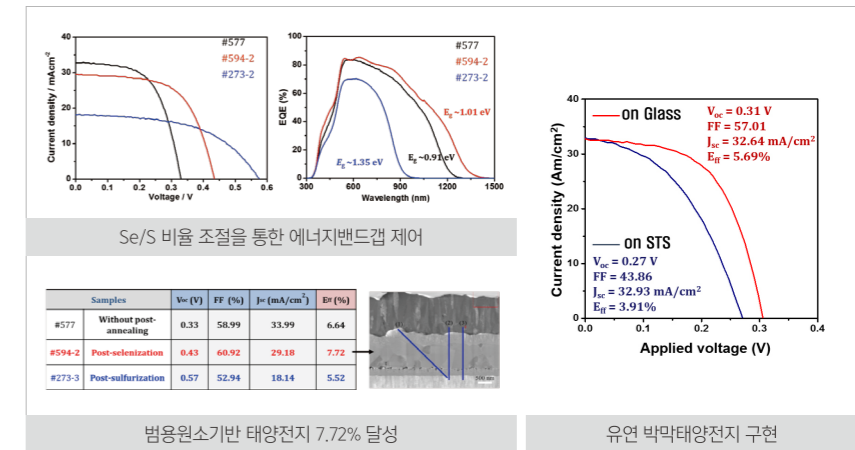 40
30
20
10
0
0.0 0.1 0.2 0.3 0.4 0.5 0.6
Current density / mAcm-2
Voltage / V
#577
#594-2
#273-2
100
80
60
40
20
0
300 600 900 1200 1500
EQE (%)
Wavelength (nm)
#577
#594-2
#273-2
Eg ~1.01 eV
Eg ~0.91 eV
Eg ~1.35 eV
Se/S 비율 조절을 통한 에너지밴드갭 제어
Samples Voc (V) FF (%) Jsc (mA/cm2) Eff (%)
#577 Without post-annealing 0.33 58.99 33.99 6.64
#594-2 Post-selenization 0.43 60.92 29.18 7.72
#273-3 Post-sulfurization 0.57 52.94 18.14 5.52
(1) (2) (3)
500 nm
범용원소기반 태양전지 7.72% 달성
40
30
20
10
0
0.0 0.1 0.2 0.3 0.4
Current density (Am/cm2)
Applied voltage (V)
on Glass
Voc = 0.31 V
FF = 57.01
Jsc = 32.64 mA/cm2
Eff = 5.69%
on STS
Voc = 0.27 V
FF = 43.86
Jsc = 32.93 mA/cm2
Eff = 3.91%
유연 박막태양전지 구현